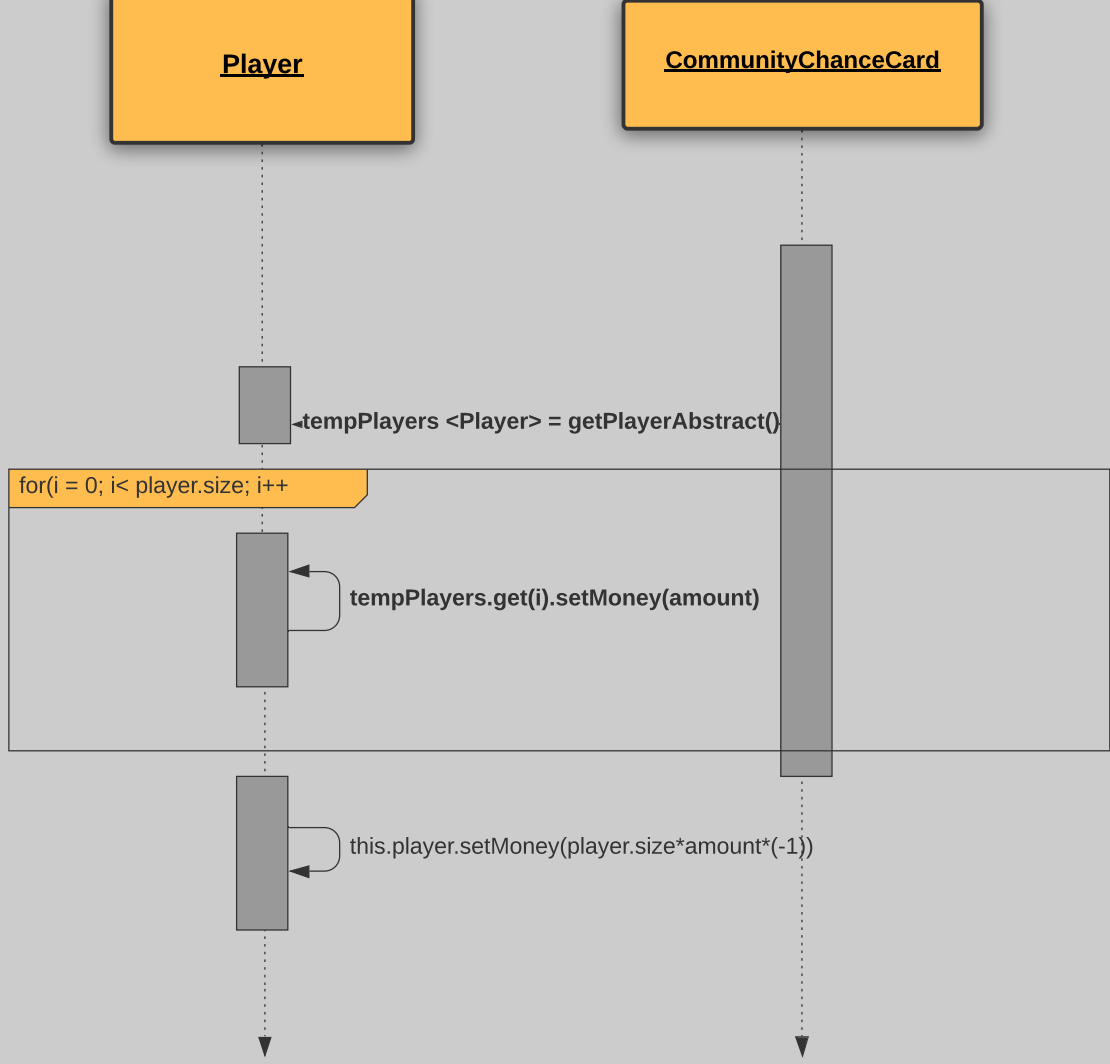 Player
CommunityChanceCard
tempPlayers <Player> = getPlayerAbstract()
for(i = 0; i< player.size; i++
tempPlayers.get(i).setMoney(amount)
this.player.setMoney(player.size*amount*(-1))